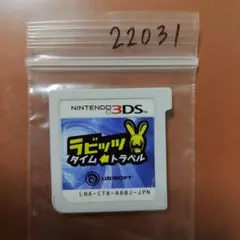 22031
NINTENDO 3DS
ラビッツ
タイム トラベル
UBISOFT
LNA-CTR-ARBJ-JPN